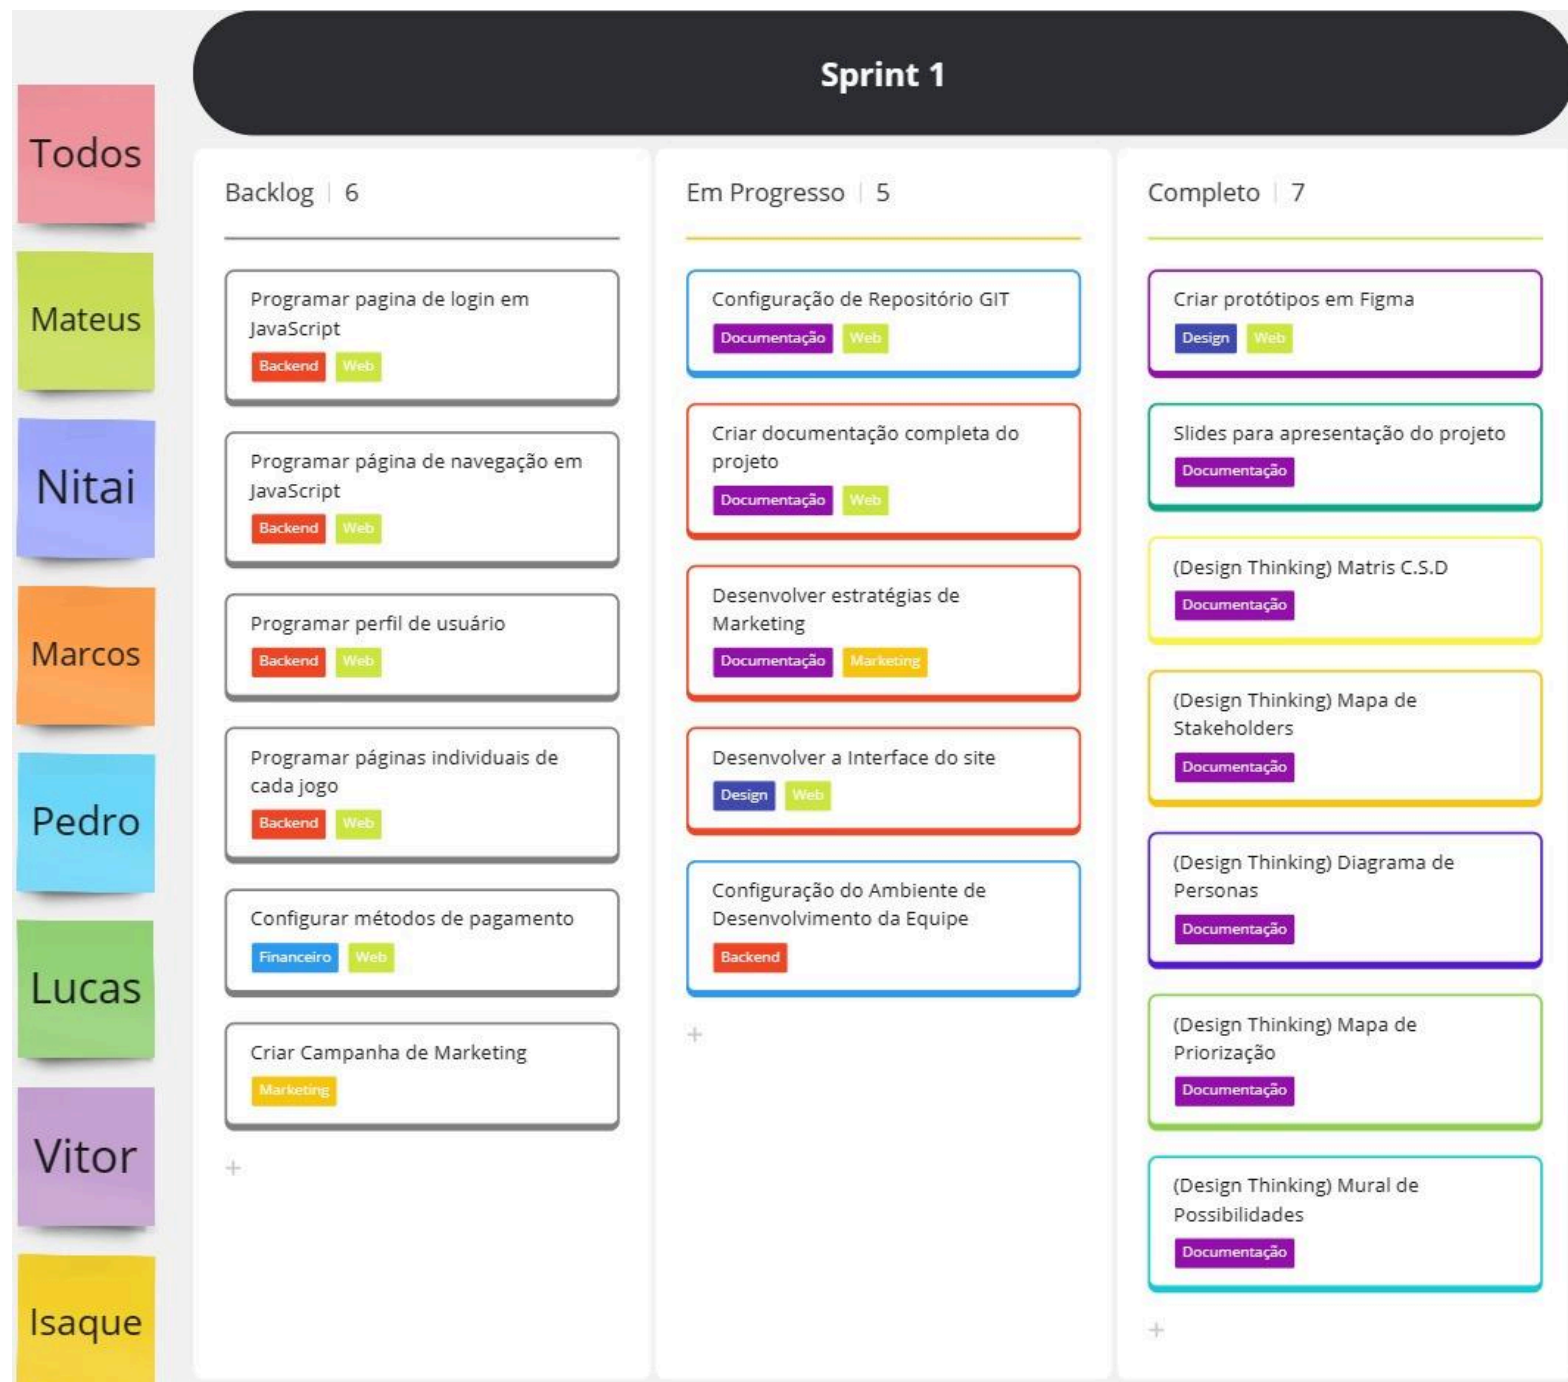 Sprint 1
Todos
Mateus
Nitai
Marcos
Pedro
Lucas
Vitor
Isaque
Backlog | 6
Programar pagina de login em
JavaScript
Backend Web
Programar página de navegação em
JavaScript
Backend Web
Programar perfil de usuário
Backend Web
Programar páginas individuais de
cada jogo
Backend Web
Configurar métodos de pagamento
Financeiro Web
Criar Campanha de Marketing
Marketing
+
Em Progresso | 5
Configuração de Repositório GIT
Documentação Web
Criar documentação completa do
projeto
Documentação Web
Desenvolver estratégias de
Marketing
Documentação Marketing
Desenvolver a Interface do site
Design Web
Configuração do Ambiente de
Desenvolvimento da Equipe
Backend
+
Completo | 7
Criar protótipos em Figma
Design Web
Slides para apresentação do projeto
Documentação
(Design Thinking) Matris C.S.D
Documentação
(Design Thinking) Mapa de
Stakeholders
Documentação
(Design Thinking) Diagrama de
Personas
Documentação
(Design Thinking) Mapa de
Priorização
Documentação
(Design Thinking) Mural de
Possibilidades
Documentação
+